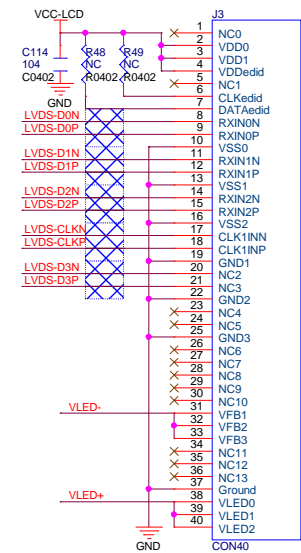 VCC-LCD
J3
C114
104
C0402
R48
NC
R0402
R49
NC
R0402
GND
1 NC0
2 VDD0
3 VDD1
4 VDDedid
5 NC1
6 CLKedid
7 DATAedid
LVDS-D0N 8 RXIN0N
LVDS-D0P 9 RXIN0P
10 VSS0
LVDS-D1N 11 RXIN1N
LVDS-D1P 12 RXIN1P
13 VSS1
LVDS-D2N 14 RXIN2N
LVDS-D2P 15 RXIN2P
16 VSS2
LVDS-CLKN 17 CLK1INN
LVDS-CLKP 18 CLK1INP
19 GND1
LVDS-D3N 20 NC2
LVDS-D3P 21 NC3
22 GND2
23 NC4
24 NC5
25 GND3
26 NC6
27 NC7
28 NC8
29 NC9
30 NC10
VLED- 31 VFB1
32 VFB2
33 VFB3
34 NC11
35 NC12
36 NC13
37 Ground
VLED+ 38 VLED0
39 VLED1
40 VLED2
GND
CON40